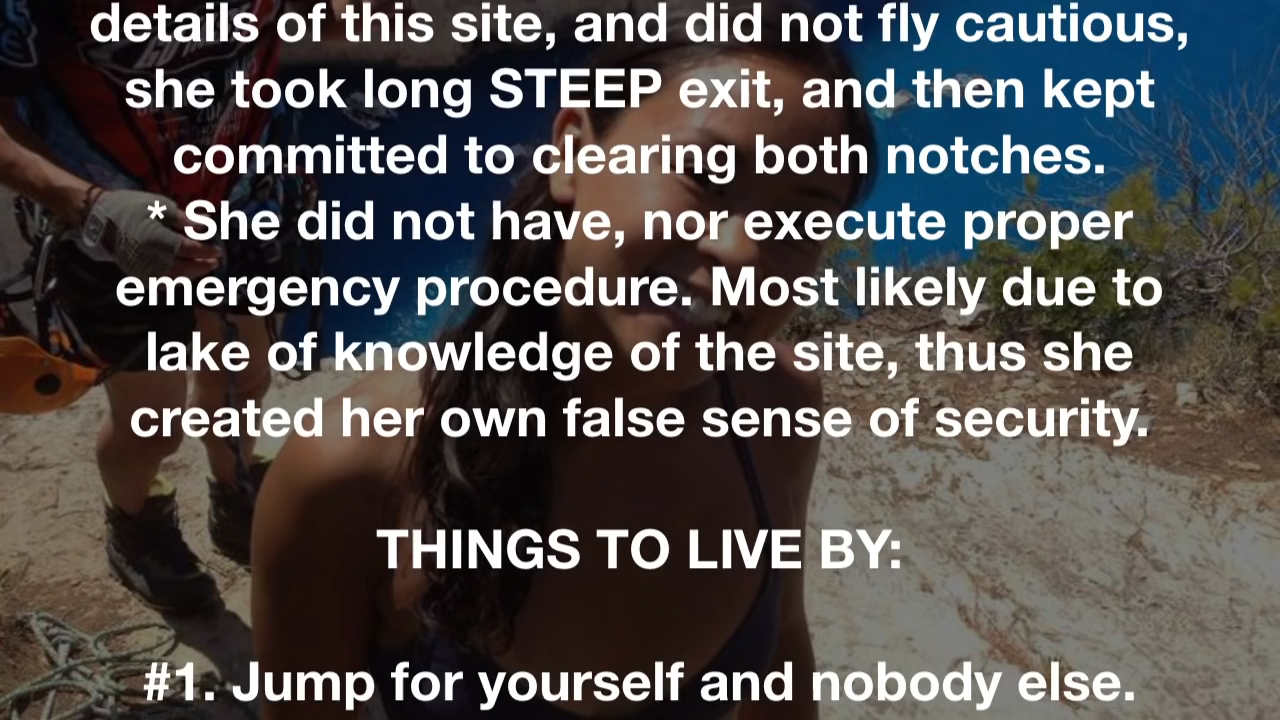 details of this site, and did not fly cautious,
she took long STEEP exit, and then kept
committed to clearing both notches.
* She did not have, nor execute proper
emergency procedure. Most likely due to
lake of knowledge of the site, thus she
created her own false sense of security.
THINGS TO LIVE BY:
#1. Jump for yourself and nobody else.